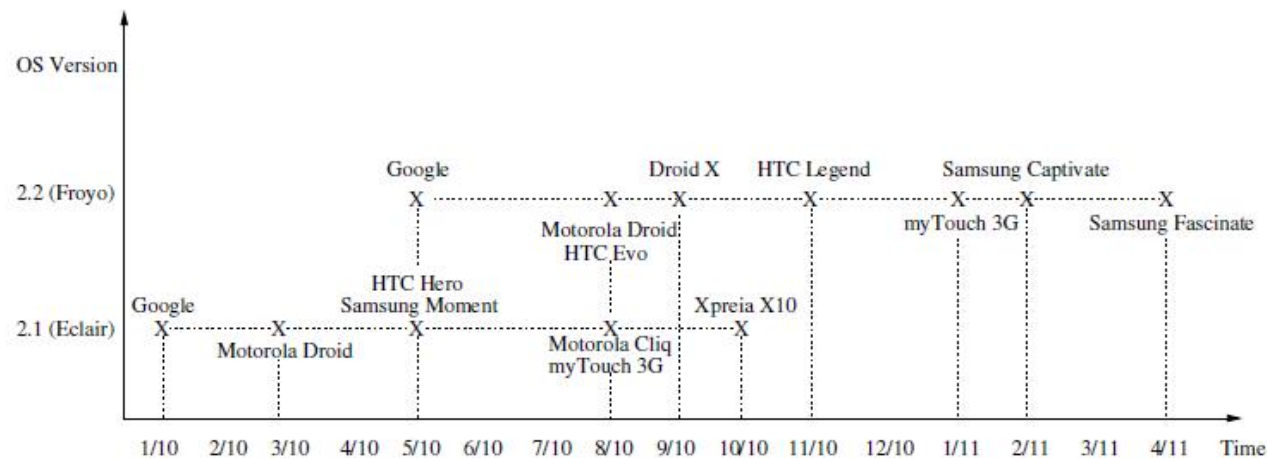 OS Version
Google
Droid X
HTC Legend
Samsung Captivate
2.2 (Froyo)
X X X X X X X
Motorola Droid
HTC Evo
myTouch 3G
Samsung Fascinate
HTC Hero
Samsung Moment
Google
Xpreia X10
2.1 (Eclair)
X X X X X
Motorola Droid
Motorola Cliq
myTouch 3G
1/10 2/10 3/10 4/10 5/10 6/10 7/10 8/10 9/10 10/10 11/10 12/10 1/11 2/11 3/11 4/11 Time